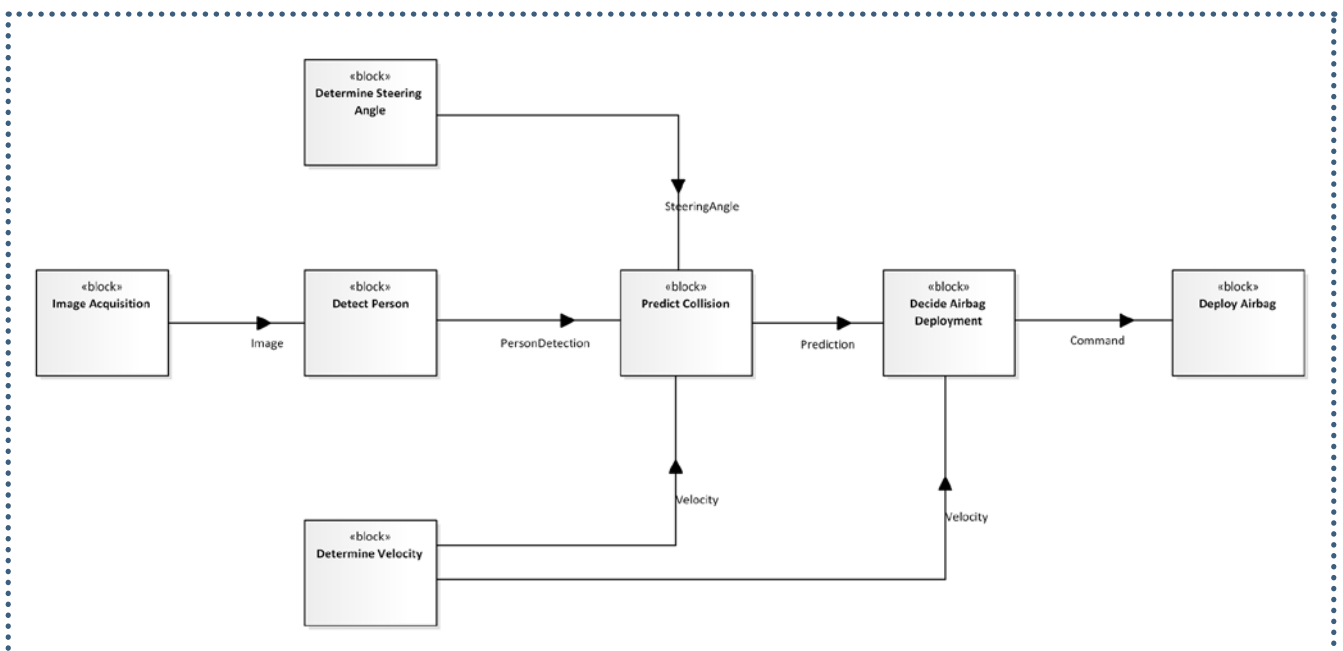 «block»
Determine Steering
Angle
SteeringAngle
«block»
Image Acquisition
Image
«block»
Detect Person
PersonDetection
«block»
Predict Collision
Prediction
«block»
Decide Airbag
Deployment
Command
«block»
Deploy Airbag
Velocity
Velocity
«block»
Determine Velocity